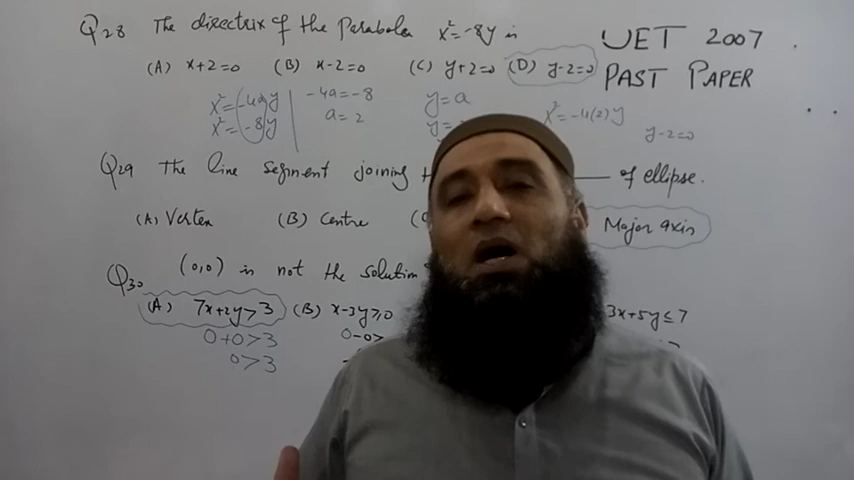 Q28 The directrix of the Parabola x²=-8y is
UET 2007
PAST PAPER
(A) x+2=0 (B) x-2=0 (C) y+2=0 (D) y-2=0
x²=-4ay
x²=-8y
-4a=-8
a=2
y=a
y=
x²=-4(2)y
y-2=0
Q29 The line segment joining of ellipse.
(A) Vertex (B) Centre Major axis
Q30 (0,0) is not the solution
(A) 7x+2y>3 (B) x-3y≥0 3x+5y≤7
0+0>3
0>3
0-0>